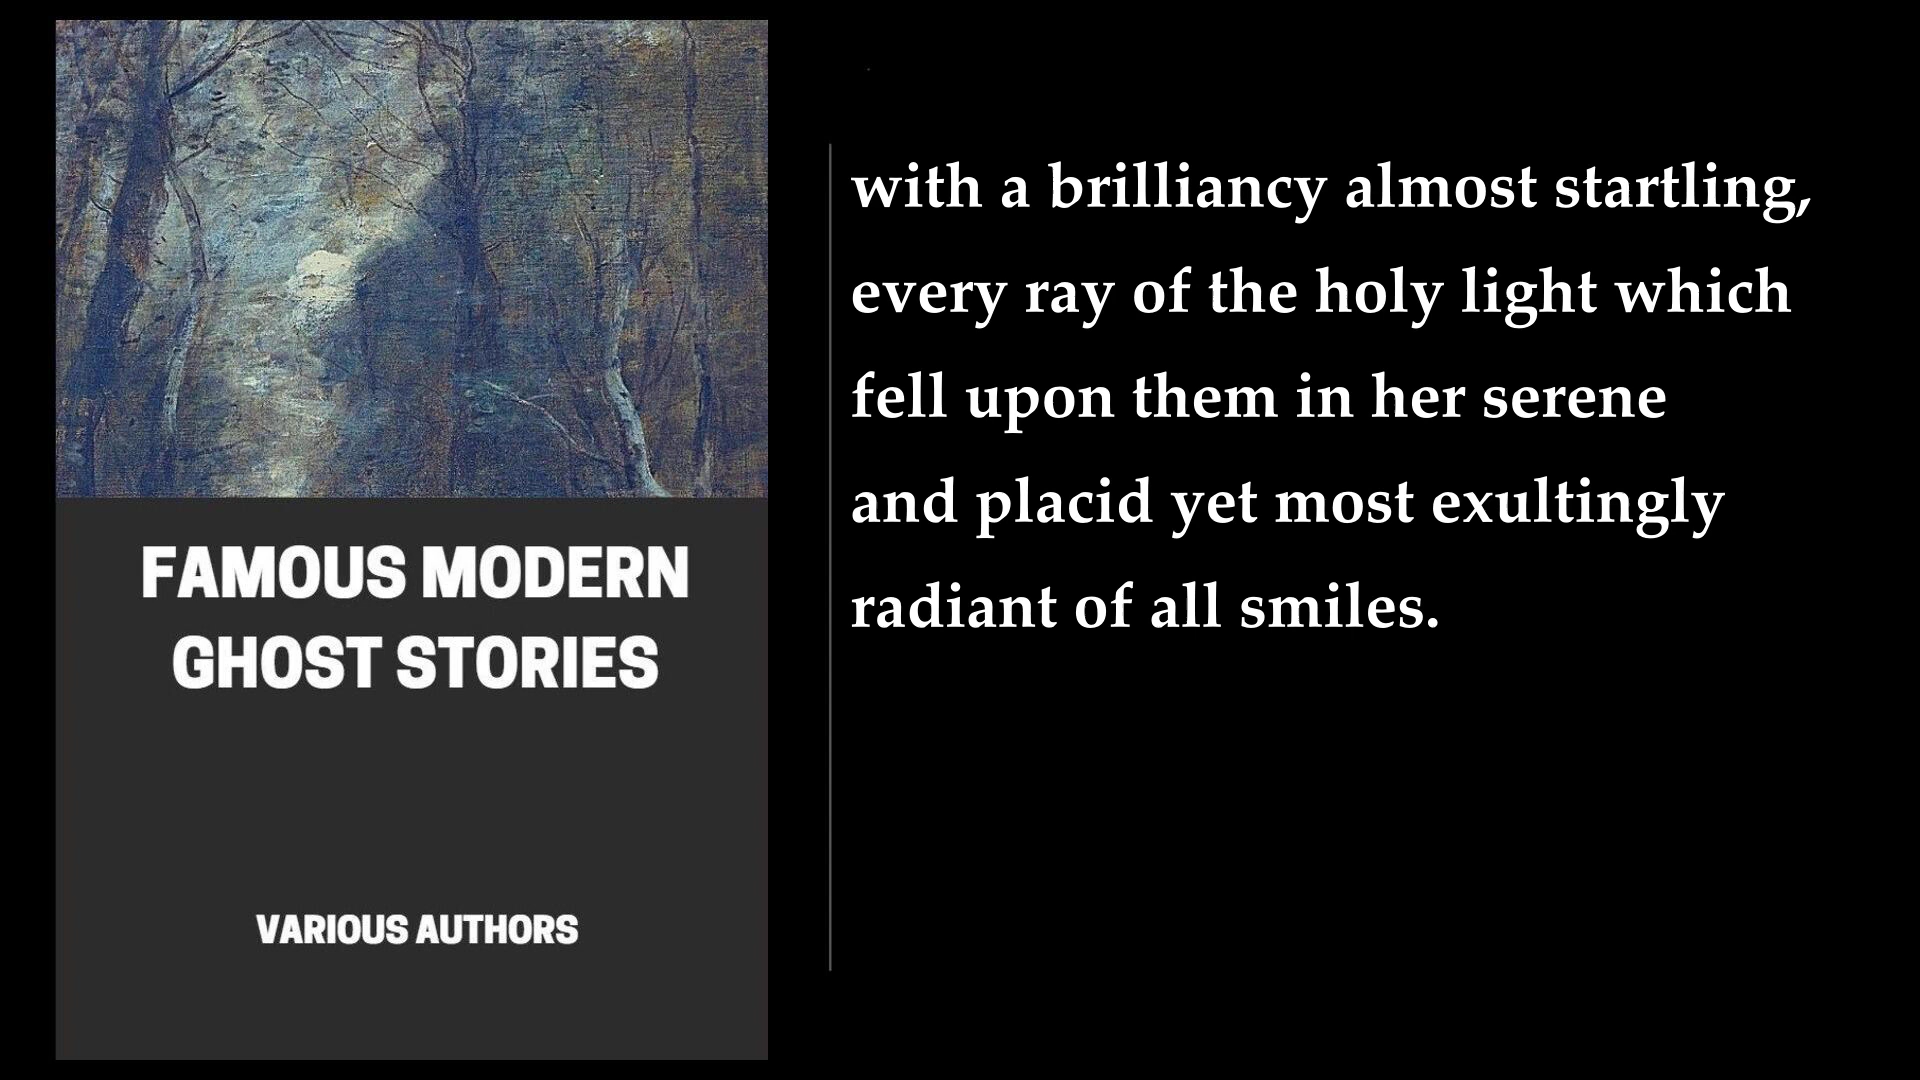 FAMOUS MODERN
GHOST STORIES
VARIOUS AUTHORS
with a brilliancy almost startling,
every ray of the holy light which
fell upon them in her serene
and placid yet most exultingly
radiant of all smiles.